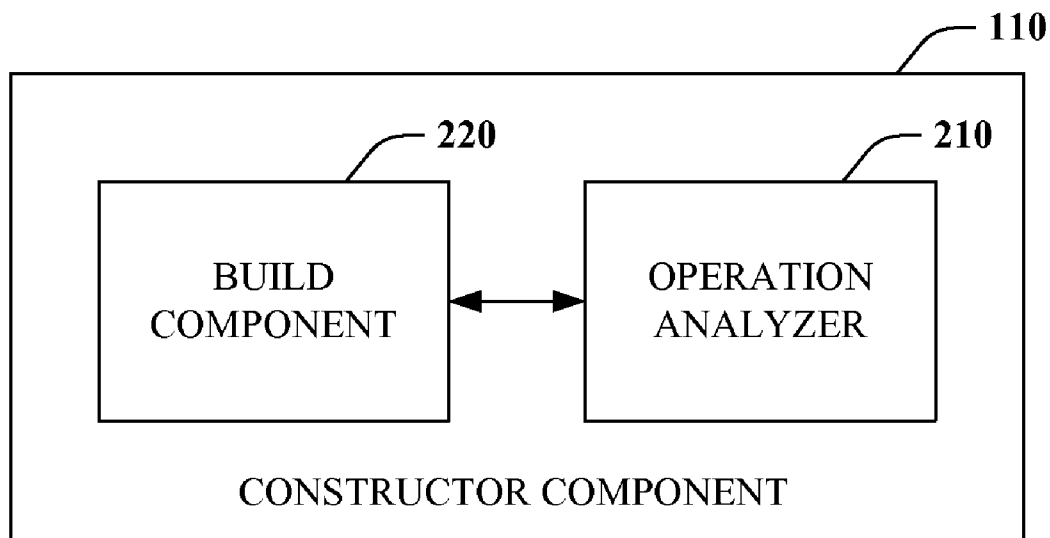 110
220
210
BUILD
COMPONENT
OPERATION
ANALYZER
CONSTRUCTOR COMPONENT